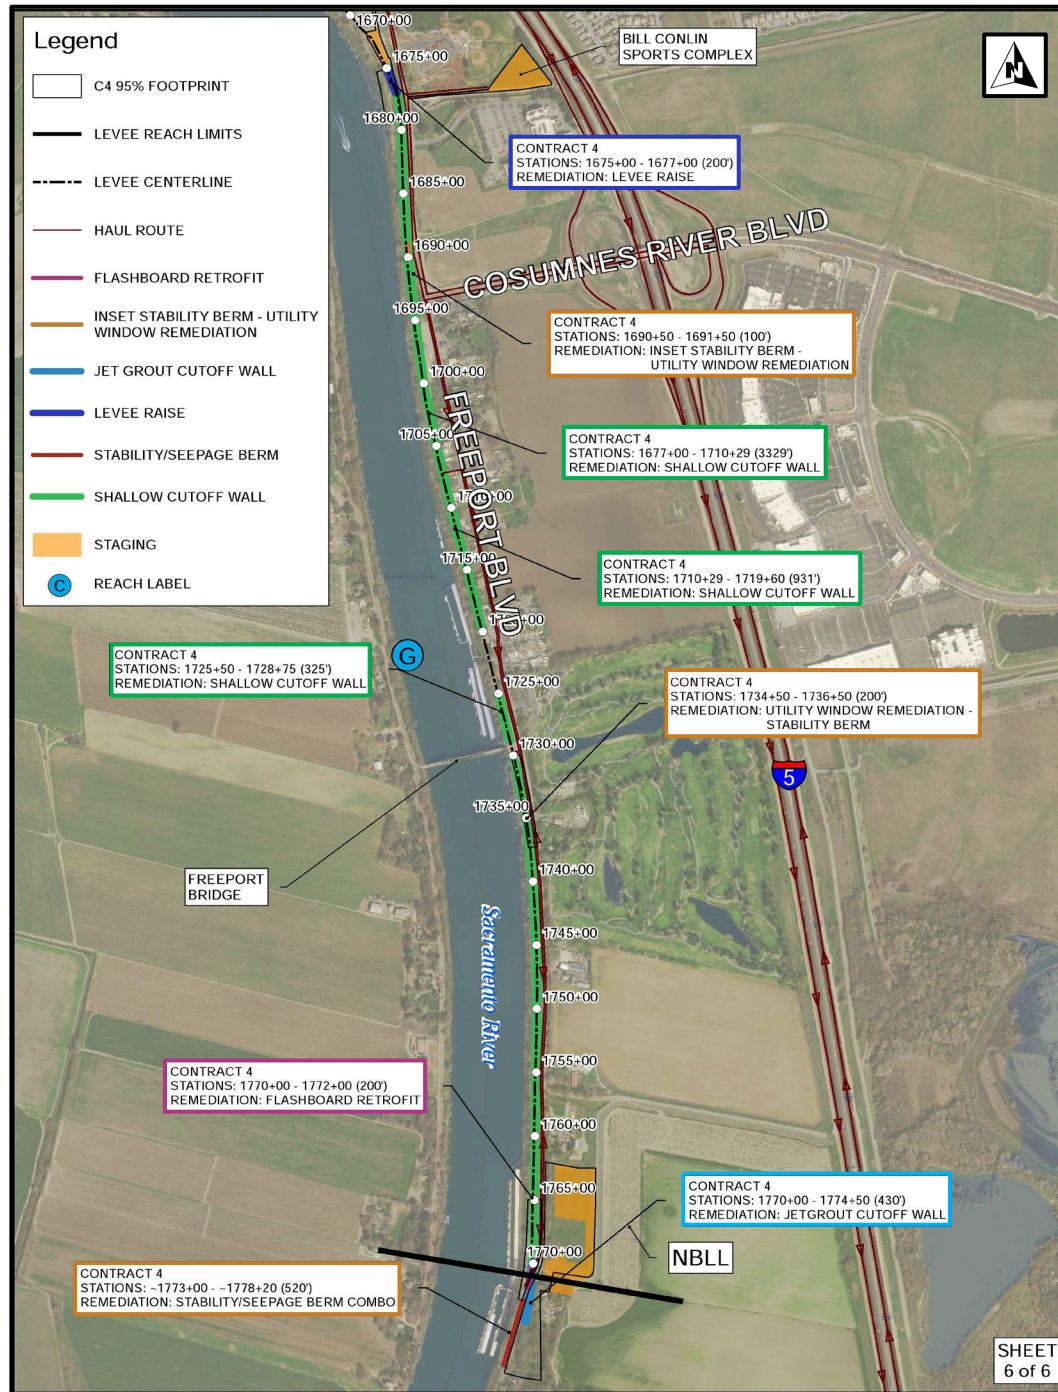 Legend
C4 95% FOOTPRINT
LEVEE REACH LIMITS
LEVEE CENTERLINE
HAUL ROUTE
FLASHBOARD RETROFIT
INSET STABILITY BERM - UTILITY
WINDOW REMEDIATION
JET GROUT CUTOFF WALL
LEVEE RAISE
STABILITY/SEEPAGE BERM
SHALLOW CUTOFF WALL
STAGING
C REACH LABEL
N
BILL CONLIN
SPORTS COMPLEX
1670+00
1675+00
1680+00
CONTRACT 4
STATIONS: 1675+00 - 1677+00 (200')
REMEDIATION: LEVEE RAISE
1685+00
COSUMNES RIVER BLVD
1690+00
1695+00
CONTRACT 4
STATIONS: 1690+50 - 1691+50 (100')
REMEDIATION: INSET STABILITY BERM -
UTILITY WINDOW REMEDIATION
1700+00
FREEPORT BLVD
1705+00
CONTRACT 4
STATIONS: 1677+00 - 1710+29 (3329')
REMEDIATION: SHALLOW CUTOFF WALL
1715+00
CONTRACT 4
STATIONS: 1710+29 - 1719+60 (931')
REMEDIATION: SHALLOW CUTOFF WALL
G
CONTRACT 4
STATIONS: 1725+50 - 1728+75 (325')
REMEDIATION: SHALLOW CUTOFF WALL
1725+00
CONTRACT 4
STATIONS: 1734+50 - 1736+50 (200')
REMEDIATION: UTILITY WINDOW REMEDIATION -
STABILITY BERM
1730+00
5
1735+00
FREEPORT
BRIDGE
1740+00
Sacramento River
1745+00
1750+00
1755+00
CONTRACT 4
STATIONS: 1770+00 - 1772+00 (200')
REMEDIATION: FLASHBOARD RETROFIT
1760+00
1765+00
CONTRACT 4
STATIONS: 1770+00 - 1774+50 (430')
REMEDIATION: JETGROUT CUTOFF WALL
1770+00
NBLL
CONTRACT 4
STATIONS: ~1773+00 - ~1778+20 (520')
REMEDIATION: STABILITY/SEEPAGE BERM COMBO
SHEET
6 of 6